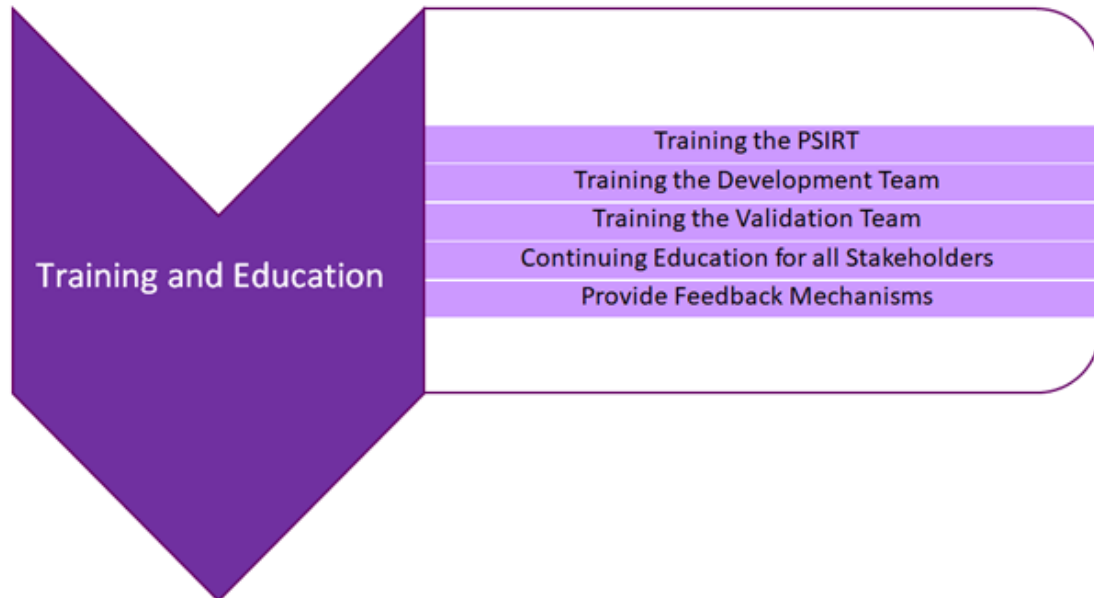 Training and Education
Training the PSIRT
Training the Development Team
Training the Validation Team
Continuing Education for all Stakeholders
Provide Feedback Mechanisms